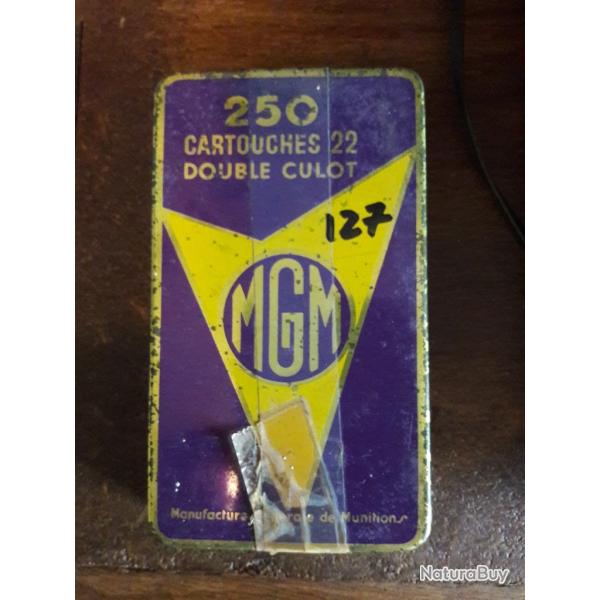 250
CARTOUCHES 22
DOUBLE CULOT
127
MGM
Manufacture de Munitions
NaturaBuy